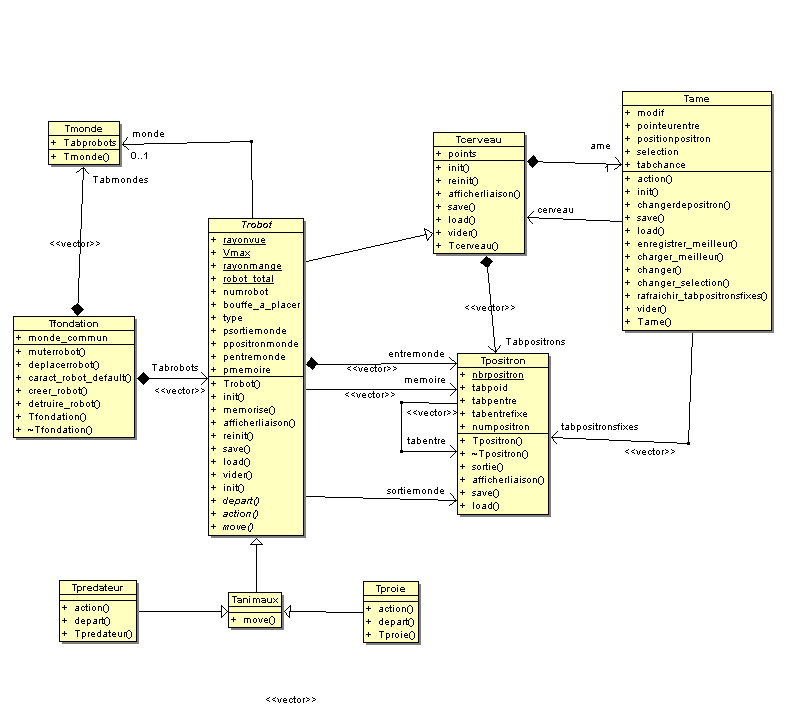 Tmonde
+ Tabprobots
+ Tmonde()
monde
0..1
Tabmondes
<<vector>>
Tfondation
+ monde_commun
+ muterrobot()
+ deplacerrobot()
+ caract_robot_default()
+ creer_robot()
+ detruire_robot()
+ Tfondation()
+ ~Tfondation()
Tabrobots
<<vector>>
Trobot
+ rayonvue
+ Vmax
+ rayonmange
+ robot_total
+ numrobot
+ bouffe_a_placer
+ type
+ psortiemonde
+ ppositronmonde
+ pentremonde
+ pmemoire
+ Trobot()
+ init()
+ memorise()
+ afficherliaison()
+ reinit()
+ save()
+ load()
+ vider()
+ init()
+ depart()
+ action()
+ move()
Tcerveau
+ points
+ init()
+ reinit()
+ afficherliaison()
+ save()
+ load()
+ vider()
+ Tcerveau()
ame
1
cerveau
Tame
+ modif
+ pointeurentre
+ positionpositron
+ selection
+ tabchance
+ action()
+ init()
+ changerdepositron()
+ save()
+ load()
+ enregistrer_meilleur()
+ charger_meilleur()
+ changer()
+ changer_selection()
+ rafraichir_tabpositronsfixes()
+ vider()
+ Tame()
<<vector>>
Tabpositrons
entremonde
<<vector>>
memoire
<<vector>>
<<vector>>
tabentre
sortiemonde
Tpositron
+ nbrpositron
+ tabpoid
+ tabpentre
+ tabentrefixe
+ numpositron
+ Tpositron()
+ ~Tpositron()
+ sortie()
+ afficherliaison()
+ save()
+ load()
tabpositronsfixes
<<vector>>
Tpredateur
+ action()
+ depart()
+ Tpredateur()
Tanimaux
+ move()
Tproie
+ action()
+ depart()
+ Tproie()
<<vector>>